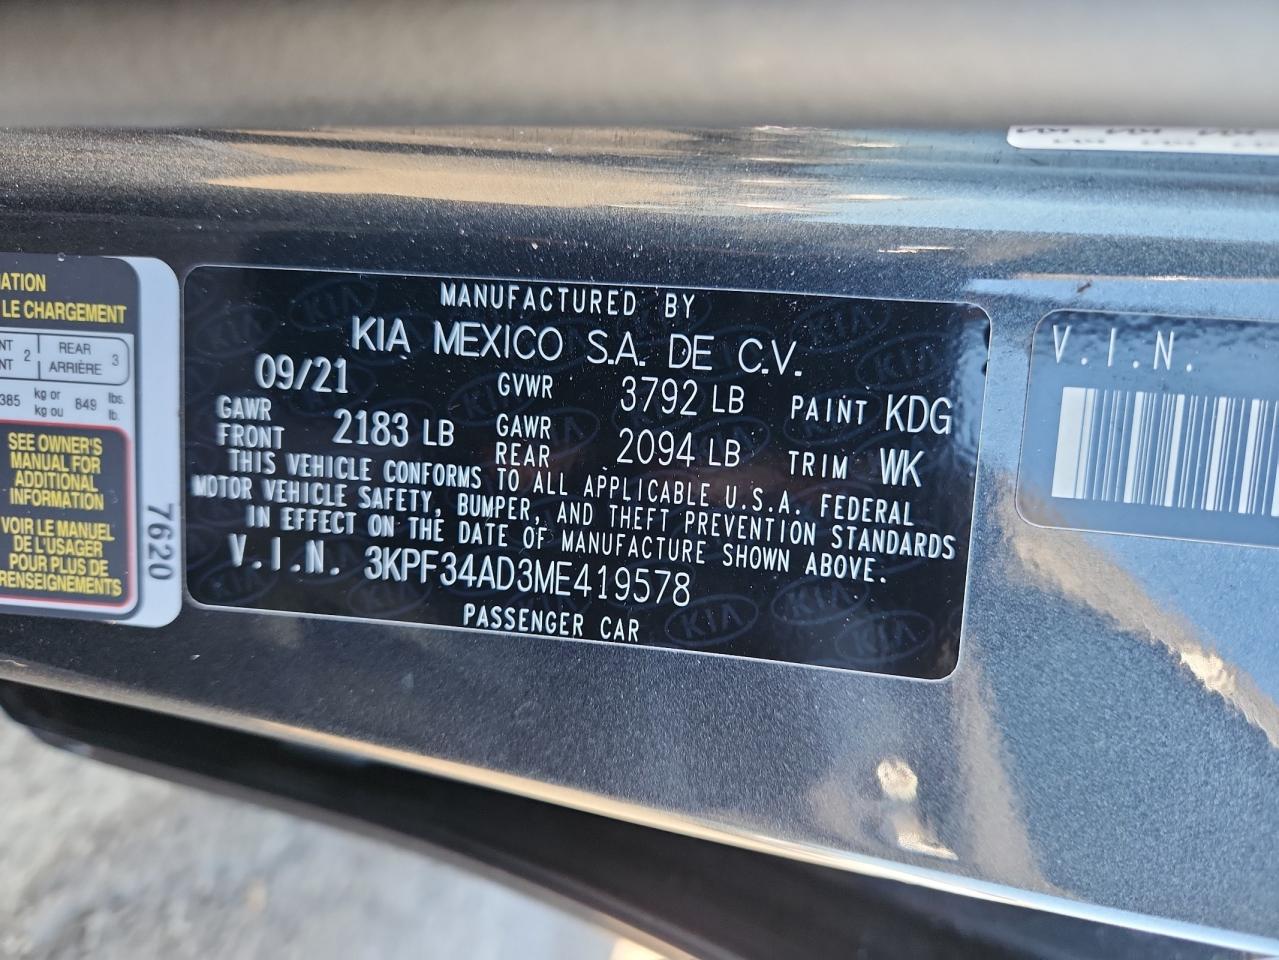 MANUFACTURED BY
KIA MEXICO S.A. DE C.V.
09/21 GVWR 3792 LB PAINT KDG
GAWR FRONT 2183 LB GAWR REAR 2094 LB TRIM WK
THIS VEHICLE CONFORMS TO ALL APPLICABLE U.S.A. FEDERAL
MOTOR VEHICLE SAFETY, BUMPER, AND THEFT PREVENTION STANDARDS
IN EFFECT ON THE DATE OF MANUFACTURE SHOWN ABOVE.
V.I.N. 3KPF34AD3ME419578
PASSENGER CAR
LE CHARGEMENT
2 REAR 3
ARRIÈRE
385 kg or 849 lbs.
kg ou lb.
SEE OWNER'S
MANUAL FOR
ADDITIONAL
INFORMATION
VOIR LE MANUEL
DE L'USAGER
POUR PLUS DE
RENSEIGNEMENTS
7620
V.I.N.
KIA